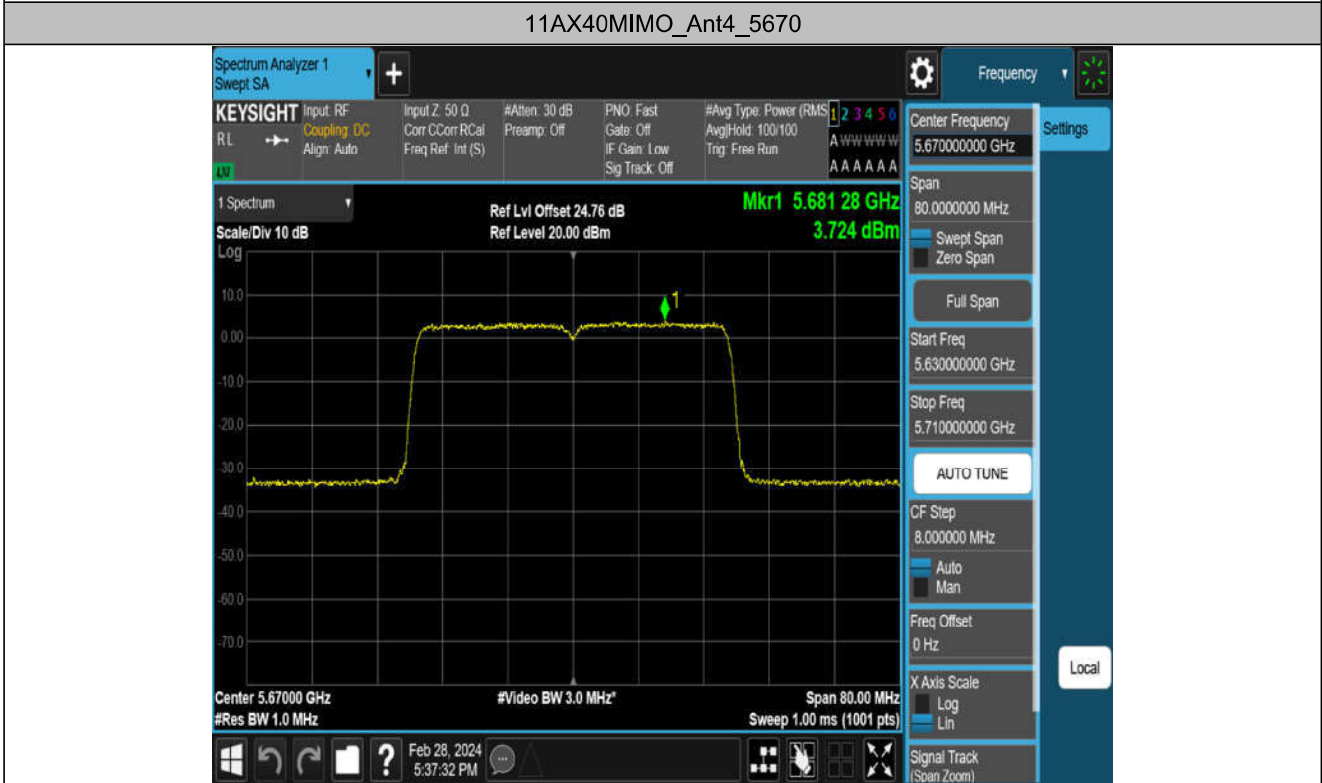 11AX40MIMO_Ant4_5670
Spectrum Analyzer 1
Swept SA
+
Frequency
KEYSIGHT
RL
LXI
Input: RF
Coupling: DC
Align: Auto
Input Z: 50 Ω
Corr CCorr RCal
Freq Ref: Int (S)
#Atten: 30 dB
Preamp: Off
PNO: Fast
Gate: Off
IF Gain: Low
Sig Track: Off
#Avg Type: Power (RMS
Avg|Hold: 100/100
Trig: Free Run
1 2 3 4 5 6
A W W W W W
A A A A A A
Center Frequency
5.670000000 GHz
Settings
Span
80.0000000 MHz
Swept Span
Zero Span
Full Span
Start Freq
5.630000000 GHz
Stop Freq
5.710000000 GHz
AUTO TUNE
CF Step
8.000000 MHz
Auto
Man
Freq Offset
0 Hz
X Axis Scale
Log
Lin
Local
Signal Track
(Span Zoom)
1 Spectrum
Scale/Div 10 dB
Ref Lvl Offset 24.76 dB
Ref Level 20.00 dBm
Mkr1 5.681 28 GHz
3.724 dBm
Log
10.0
0.00
-10.0
-20.0
-30.0
-40.0
-50.0
-60.0
-70.0
1
Center 5.67000 GHz
#Video BW 3.0 MHz*
Span 80.00 MHz
#Res BW 1.0 MHz
Sweep 1.00 ms (1001 pts)
?
Feb 28, 2024
5:37:32 PM